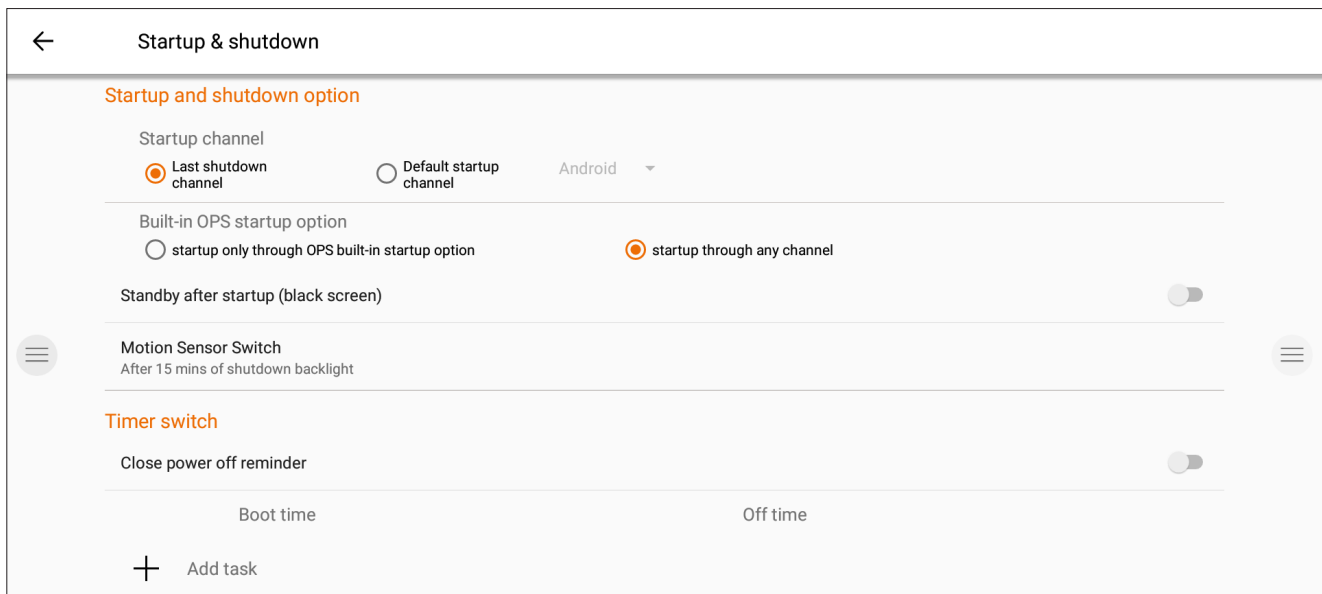 Startup & shutdown
Startup and shutdown option
Startup channel
Last shutdown
channel
Default startup
channel
Android
Built-in OPS startup option
startup only through OPS built-in startup option
startup through any channel
Standby after startup (black screen)
Motion Sensor Switch
After 15 mins of shutdown backlight
Timer switch
Close power off reminder
Boot time
Off time
Add task